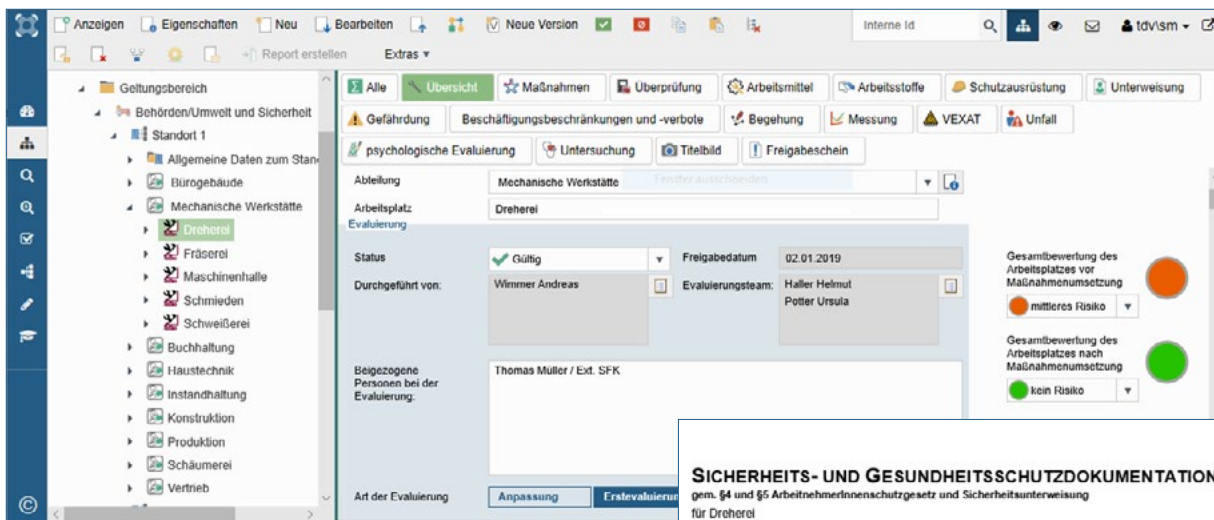 Anzeigen Eigenschaften Neu Bearbeiten Neue Version Interne Id tdv\sm
Report erstellen Extras
Geltungsbereich
Behörden/Umwelt und Sicherheit
Standort 1
Allgemeine Daten zum Stan
Bürogebäude
Mechanische Werkstätte
Dreherei
Fräserei
Maschinenhalle
Schmieden
Schweißerei
Buchhaltung
Haustechnik
Instandhaltung
Konstruktion
Produktion
Schäumerei
Vertrieb
©
Alle Übersicht Maßnahmen Überprüfung Arbeitsmittel Arbeitsstoffe Schutzausrüstung Unterweisung
Gefährdung Beschäftigungsbeschränkungen und -verbote Begehung Messung VEXAT Unfall
psychologische Evaluierung Untersuchung Titelbild Freigabeschein
Abteilung Mechanische Werkstätte Fenster ausschneiden
Arbeitsplatz Dreherei
Evaluierung
Status Gültig Freigabedatum 02.01.2019
Durchgeführt von: Wimmer Andreas Evaluierungsteam: Haller Helmut
Potter Ursula
Gesamtbewertung des
Arbeitsplatzes vor
Maßnahmenumsetzung
mittleres Risiko
Gesamtbewertung des
Arbeitsplatzes nach
Maßnahmenumsetzung
kein Risiko
Beigezogene
Personen bei der
Evaluierung:
Thomas Müller / Ext. SFK
Art der Evaluierung Anpassung Erstevaluierun
SICHERHEITS- UND GESUNDHEITSSCHUTZDOKUMENTATION
gem. §4 und §5 ArbeitnehmerInnenschutzgesetz und Sicherheitsunterweisung
für Dreherei